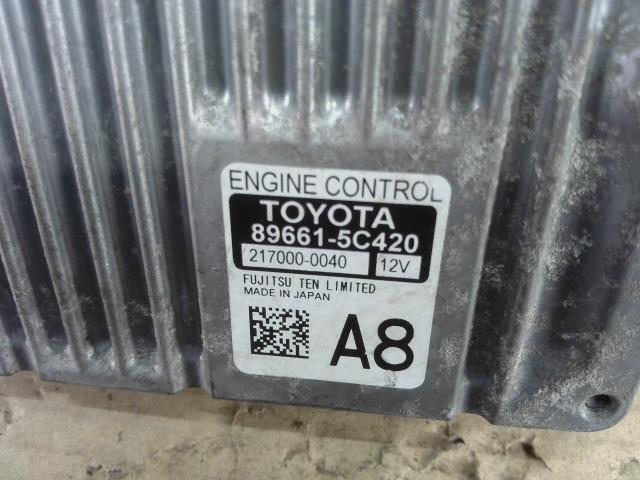 ENGINE CONTROL
TOYOTA
89661-5C420
217000-0040 12V
FUJITSU TEN LIMITED
MADE IN JAPAN
A8